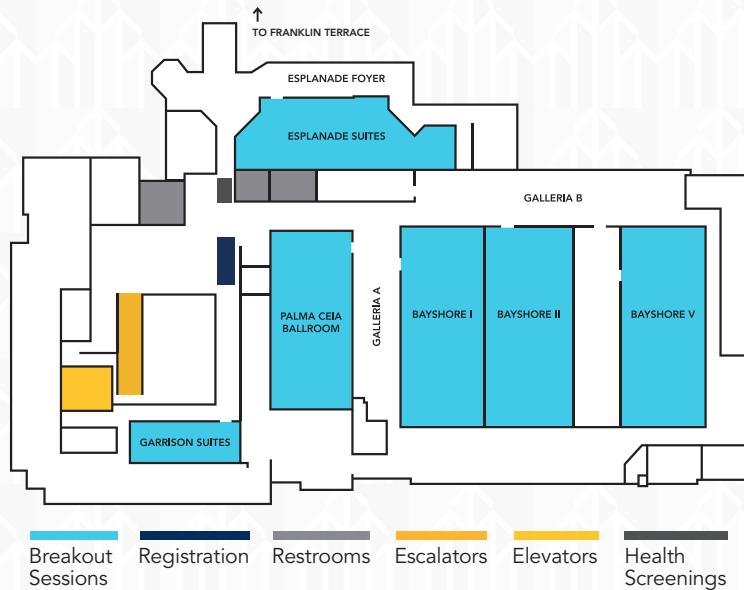 TO FRANKLIN TERRACE
ESPLANADE FOYER
ESPLANADE SUITES
GALLERIA B
PALMA CEIA
BALLROOM
GALLERIA A
BAYSHORE I
BAYSHORE II
BAYSHORE V
GARRISON SUITES
Breakout
Sessions
Registration
Restrooms
Escalators
Elevators
Health
Screenings